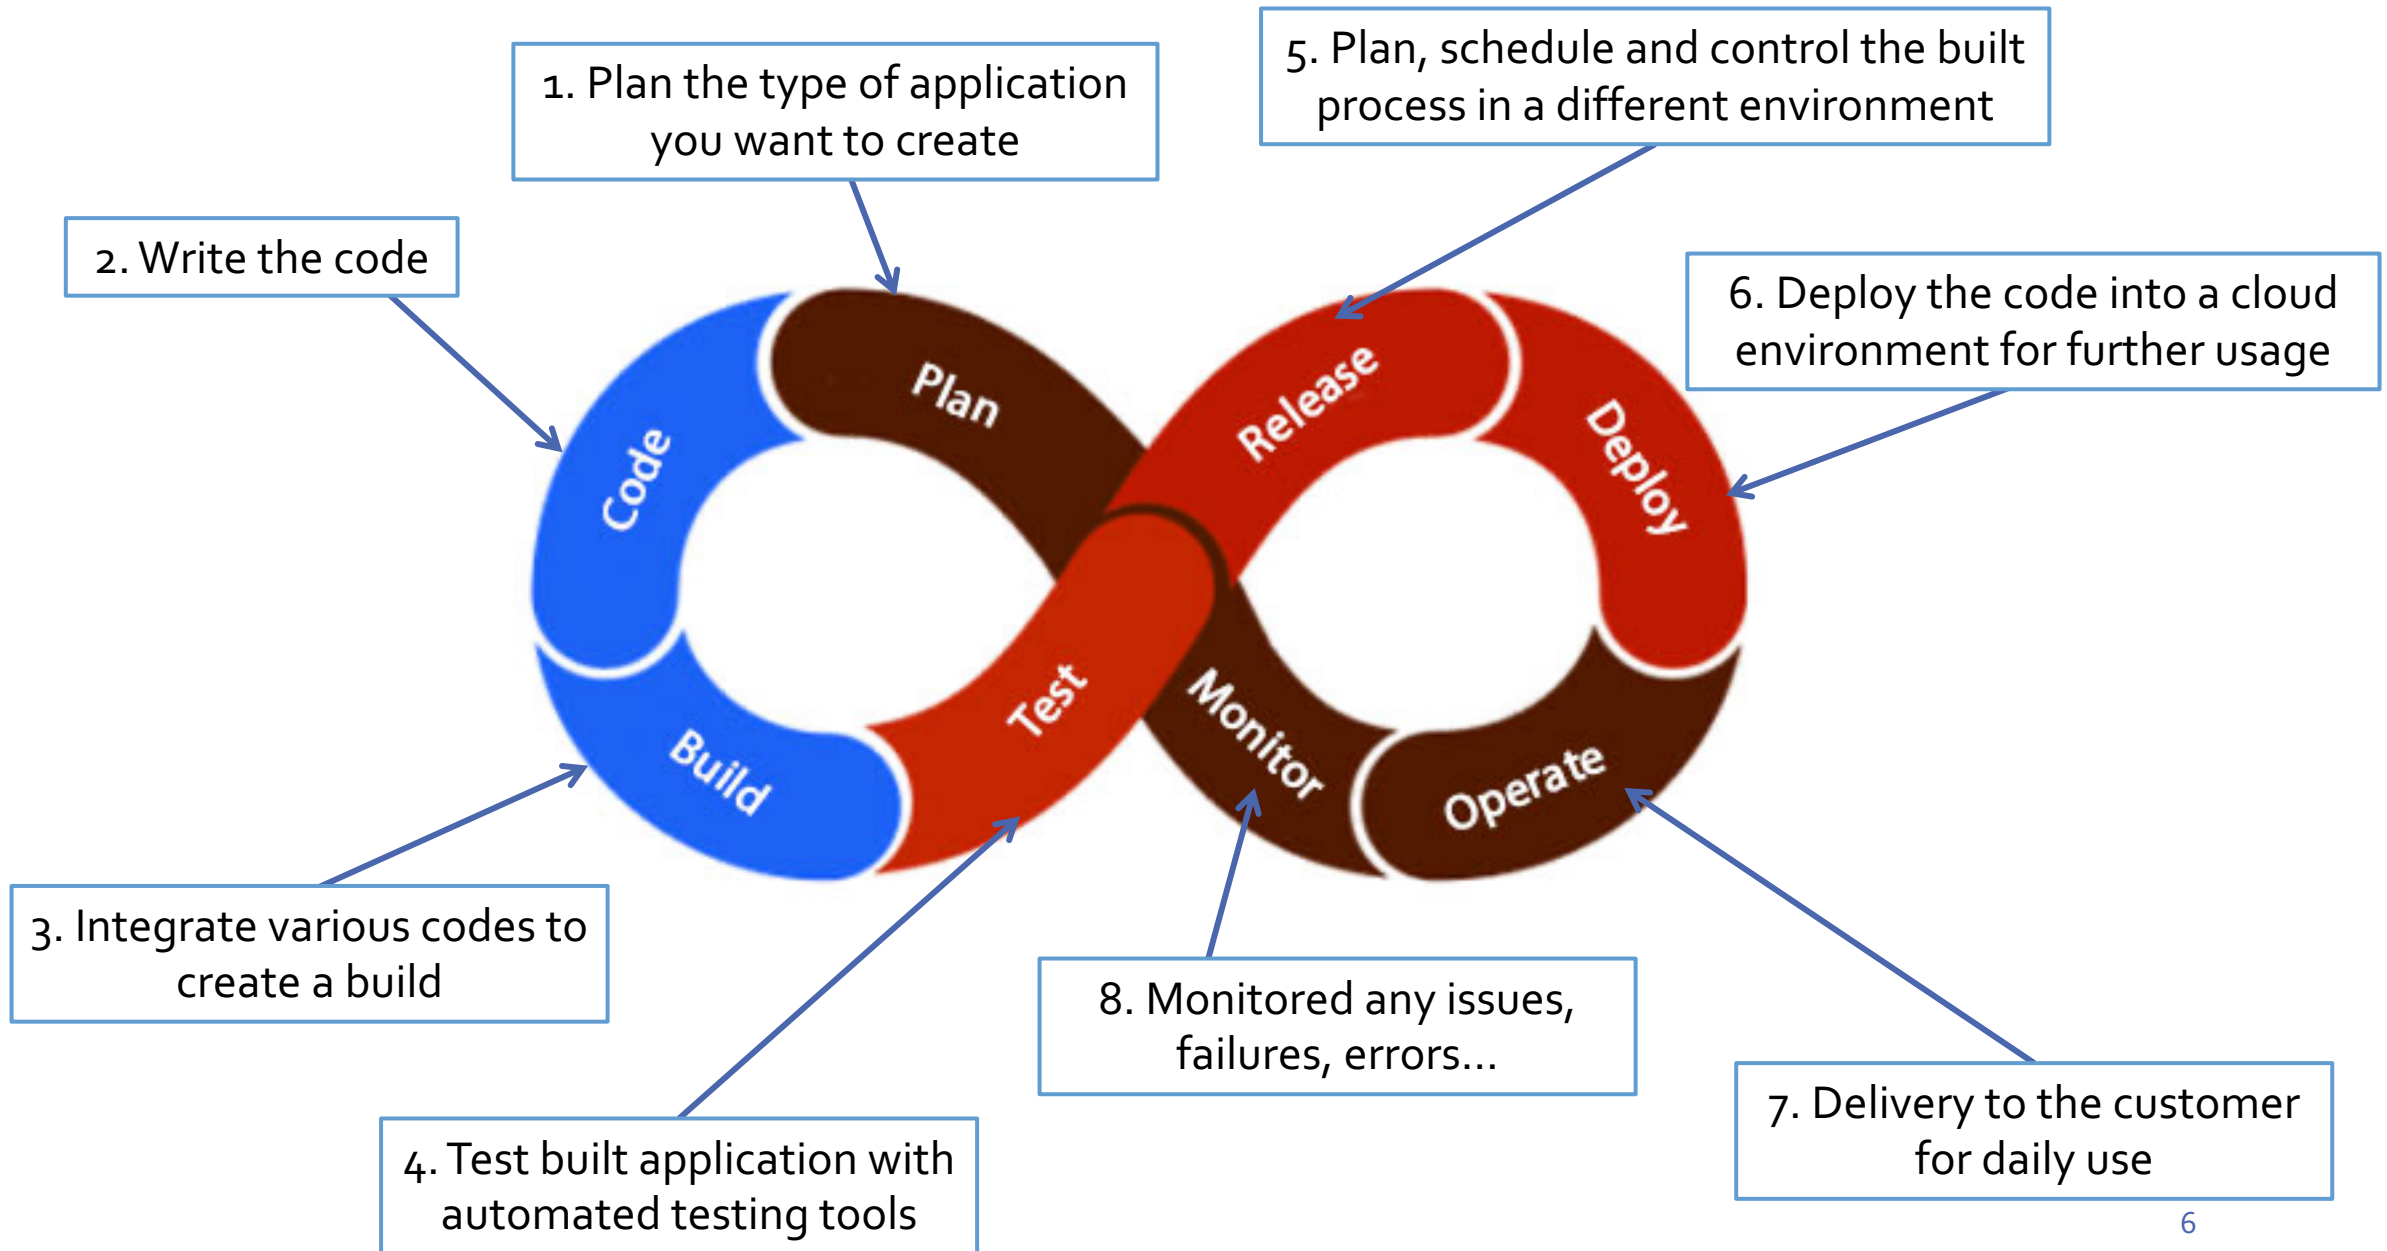 1. Plan the type of application
you want to create
5. Plan, schedule and control the built
process in a different environment
2. Write the code
6. Deploy the code into a cloud
environment for further usage
Plan
Release
Code
Deploy
Test
Monitor
Build
Operate
3. Integrate various codes to
create a build
8. Monitored any issues,
failures, errors...
7. Delivery to the customer
for daily use
4. Test built application with
automated testing tools
6